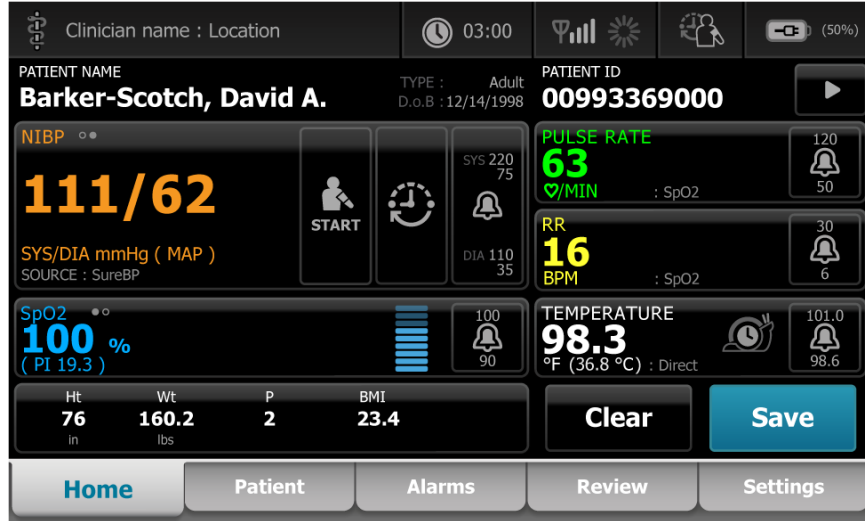 Clinician name : Location
03:00
(50%)
PATIENT NAME
Barker-Scotch, David A.
TYPE : Adult
D.o.B : 12/14/1998
PATIENT ID
00993369000
NIBP
111/62
SYS/DIA mmHg ( MAP )
SOURCE : SureBP
START
SYS 220
75
DIA 110
35
PULSE RATE
63
/MIN : SpO2
120
50
RR
16
BPM : SpO2
30
6
SpO2
100 %
( PI 19.3 )
100
90
TEMPERATURE
98.3
°F (36.8 °C) : Direct
101.0
98.6
Ht Wt P BMI
76 160.2 2 23.4
in lbs
Clear
Save
Home Patient Alarms Review Settings